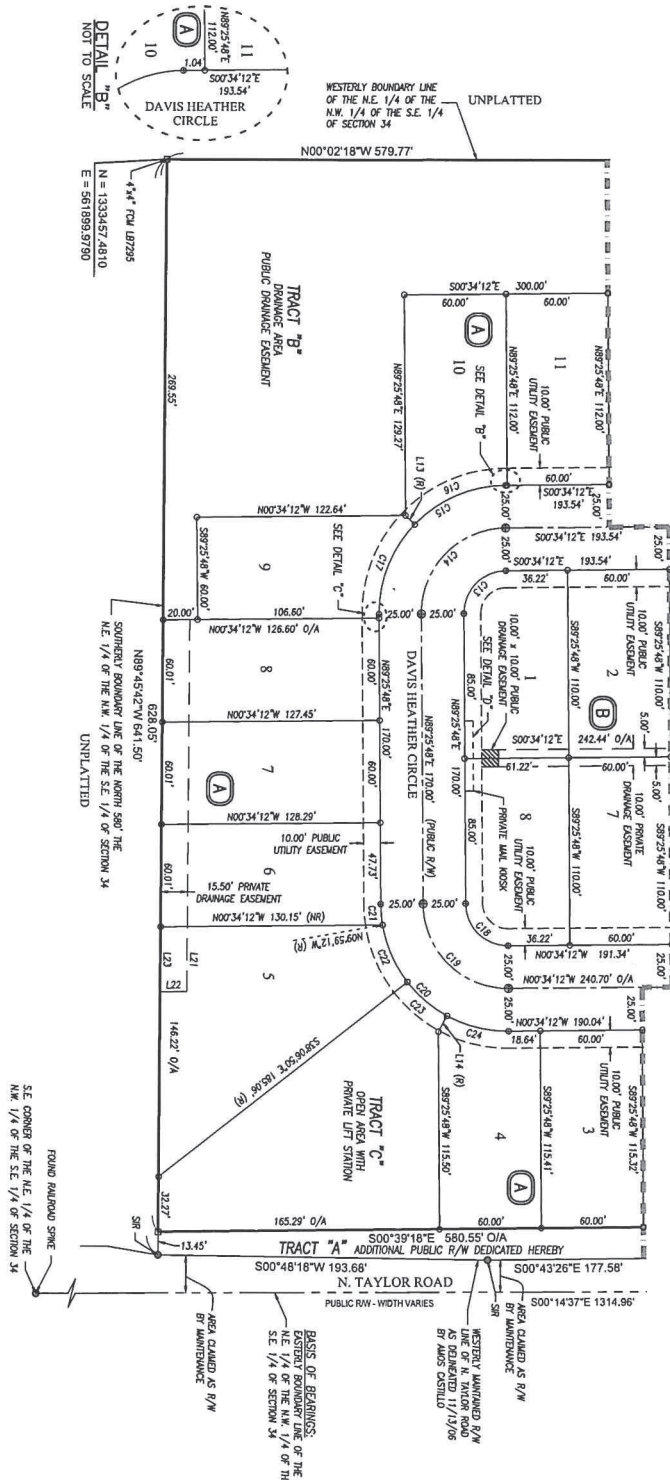 11
N89°25'48"E
112.00'
A
1.04'
S00°34'12"E
193.54'
10
DAVIS HEATHER
CIRCLE
DETAIL "B"
NOT TO SCALE
WESTERLY BOUNDARY LINE
OF THE N.E. 1/4 OF THE
N.W. 1/4 OF THE S.E. 1/4
OF SECTION 34
UNPLATTED
N00°02'18"W 579.77'
4"x4" FCM LB7295
N = 1333457.4810
E = 561899.9790
TRACT "B"
DRAINAGE AREA
PUBLIC DRAINAGE EASEMENT
S00°34'12"E 300.00'
60.00' 60.00'
A
10
11
N89°25'48"E 129.27'
N89°25'48"E 112.00'
N89°25'48"E 112.00'
SEE DETAIL "B"
10.00' PUBLIC
UTILITY EASEMENT
60.00'
S00°34'12"E
193.54'
25.00'
25.00'
L13 (R)
C15
C16
C14
C17
C13
269.55'
N00°34'12"W 122.64'
S89°25'48"W 60.00'
9
SEE DETAIL "C"
20.00'
106.60'
N00°34'12"W 126.60' O/A
25.00'
S00°34'12"E 193.54'
25.00'
S00°34'12"E 193.54'
36.22'
60.00'
25.00'
25.00'
25.00'
10.00' PUBLIC
UTILITY EASEMENT
S89°25'48"W 110.00'
S89°25'48"W 110.00'
1
2
10.00' x 10.00' PUBLIC
DRAINAGE EASEMENT
SEE DETAIL "D"
B
S00°34'12"E 242.44' O/A
61.22'
60.00'
5.00'
5.00'
10.00' PRIVATE
DRAINAGE EASEMENT
PRIVATE MAIL KIOSK
8
7
10.00' PUBLIC
UTILITY EASEMENT
S89°25'48"W 110.00'
S89°25'48"W 110.00'
85.00'
N89°25'48"E 170.00'
85.00'
DAVIS HEATHER CIRCLE
N89°25'48"E 170.00'
(PUBLIC R/W)
N89°25'48"E
170.00'
60.00'
60.00'
47.73'
8
7
6
5
60.01'
60.01'
60.01'
N00°34'12"W 127.45'
N00°34'12"W 128.29'
A
10.00' PUBLIC
UTILITY EASEMENT
15.50' PRIVATE
DRAINAGE EASEMENT
N00°34'12"W 130.15' (NR)
N09°59'12"W (R)
L21
L22
L23
C21
C22
C20
C23
C24
C18
C19
25.00' 25.00'
36.22'
60.00'
N00°34'12"W 191.34'
25.00'
N00°34'12"W 240.70' O/A
25.00'
25.00'
25.00'
N00°34'12"W 190.04'
18.64'
60.00'
L14 (R)
10.00' PUBLIC
UTILITY EASEMENT
S89°25'48"W 115.32'
S89°25'48"W 115.41'
S89°25'48"W 115.50'
3
4
A
628.05'
N89°45'42"W 641.50'
SOUTHERLY BOUNDARY LINE OF THE NORTH 580' THE
N.E. 1/4 OF THE N.W. 1/4 OF THE S.E. 1/4 OF SECTION 34
UNPLATTED
146.22' O/A
S38°06'50"E 185.06' (R)
TRACT "C"
OPEN AREA WITH
PRIVATE LIFT
STATION
32.27'
13.45'
SIR
165.29' O/A
60.00'
60.00'
S00°39'18"E 580.55' O/A
TRACT "A" ADDITIONAL PUBLIC R/W DEDICATED HEREBY
S00°48'18"W 193.68'
S00°43'26"E 177.58'
N. TAYLOR ROAD
PUBLIC R/W - WIDTH VARIES
S00°14'37"E 1314.96'
SIR
AREA CLAIMED AS R/W
BY MAINTENANCE
AREA CLAIMED AS R/W
BY MAINTENANCE
WESTERLY MAINTAINED R/W
LINE OF N. TAYLOR ROAD
AS DELINEATED 11/13/06
BY AMOS CASTILLO
BASIS OF BEARINGS:
EASTERLY BOUNDARY LINE OF THE
N.E. 1/4 OF THE N.W. 1/4 OF
S.E. 1/4 OF SECTION 34
FOUND RAILROAD SPIKE
S.E. CORNER OF THE N.E. 1/4 OF THE
N.W. 1/4 OF THE S.E. 1/4 OF SECTION 34